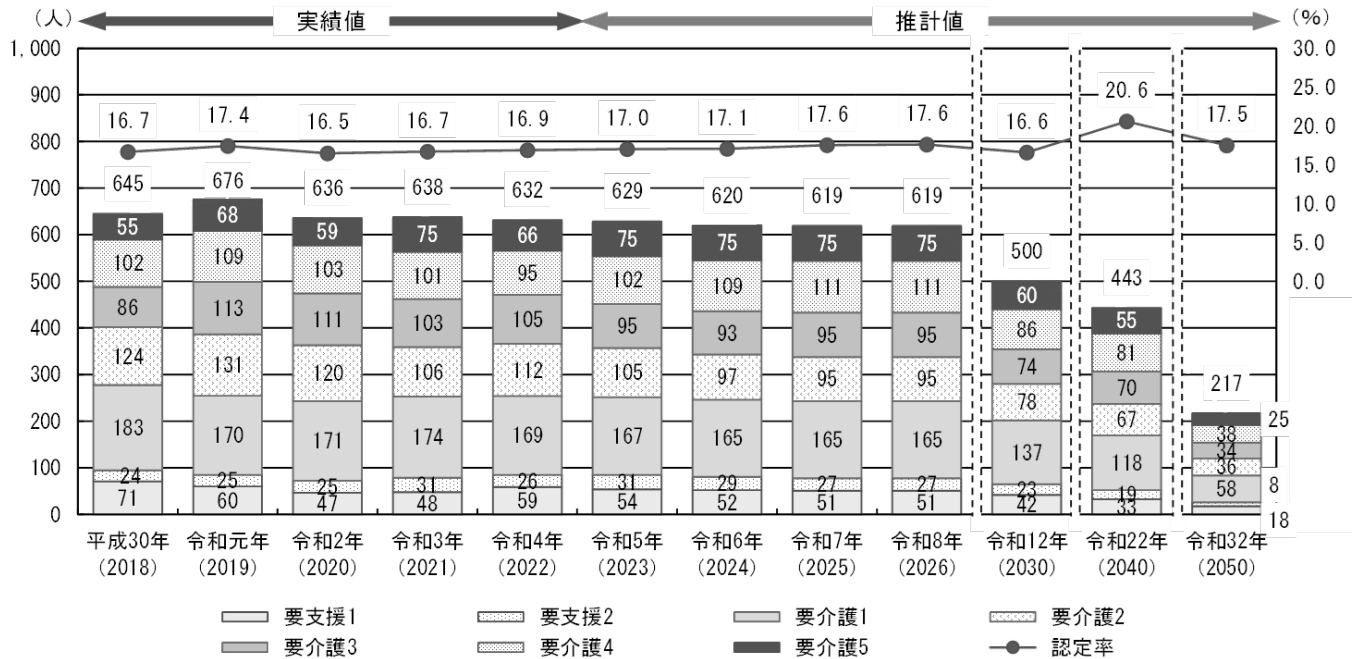 (人) 実績値 推計値 (%)
1,000 30.0
900 25.0
800 20.0
700 15.0
600 10.0
500 5.0
400 0.0
300
200
100
0
16.7 17.4 16.5 16.7 16.9 17.0 17.1 17.6 17.6 16.6 20.6 17.5
645 676 636 638 632 629 620 619 619 500 443 217
55 68 59 75 66 75 75 75 75 60 55 25
102 109 103 101 95 102 109 111 111 86 81 38
86 113 111 103 105 95 93 95 95 74 70 34
124 131 120 106 112 105 97 95 95 78 67 36
183 170 171 174 169 167 165 165 165 137 118 58
24 25 25 31 26 31 29 27 27 23 19 8
71 60 47 48 59 54 52 51 51 42 33 18
平成30年 令和元年 令和2年 令和3年 令和4年 令和5年 令和6年 令和7年 令和8年 令和12年 令和22年 令和32年
(2018) (2019) (2020) (2021) (2022) (2023) (2024) (2025) (2026) (2030) (2040) (2050)
要支援1 要支援2 要介護1 要介護2
要介護3 要介護4 要介護5 認定率